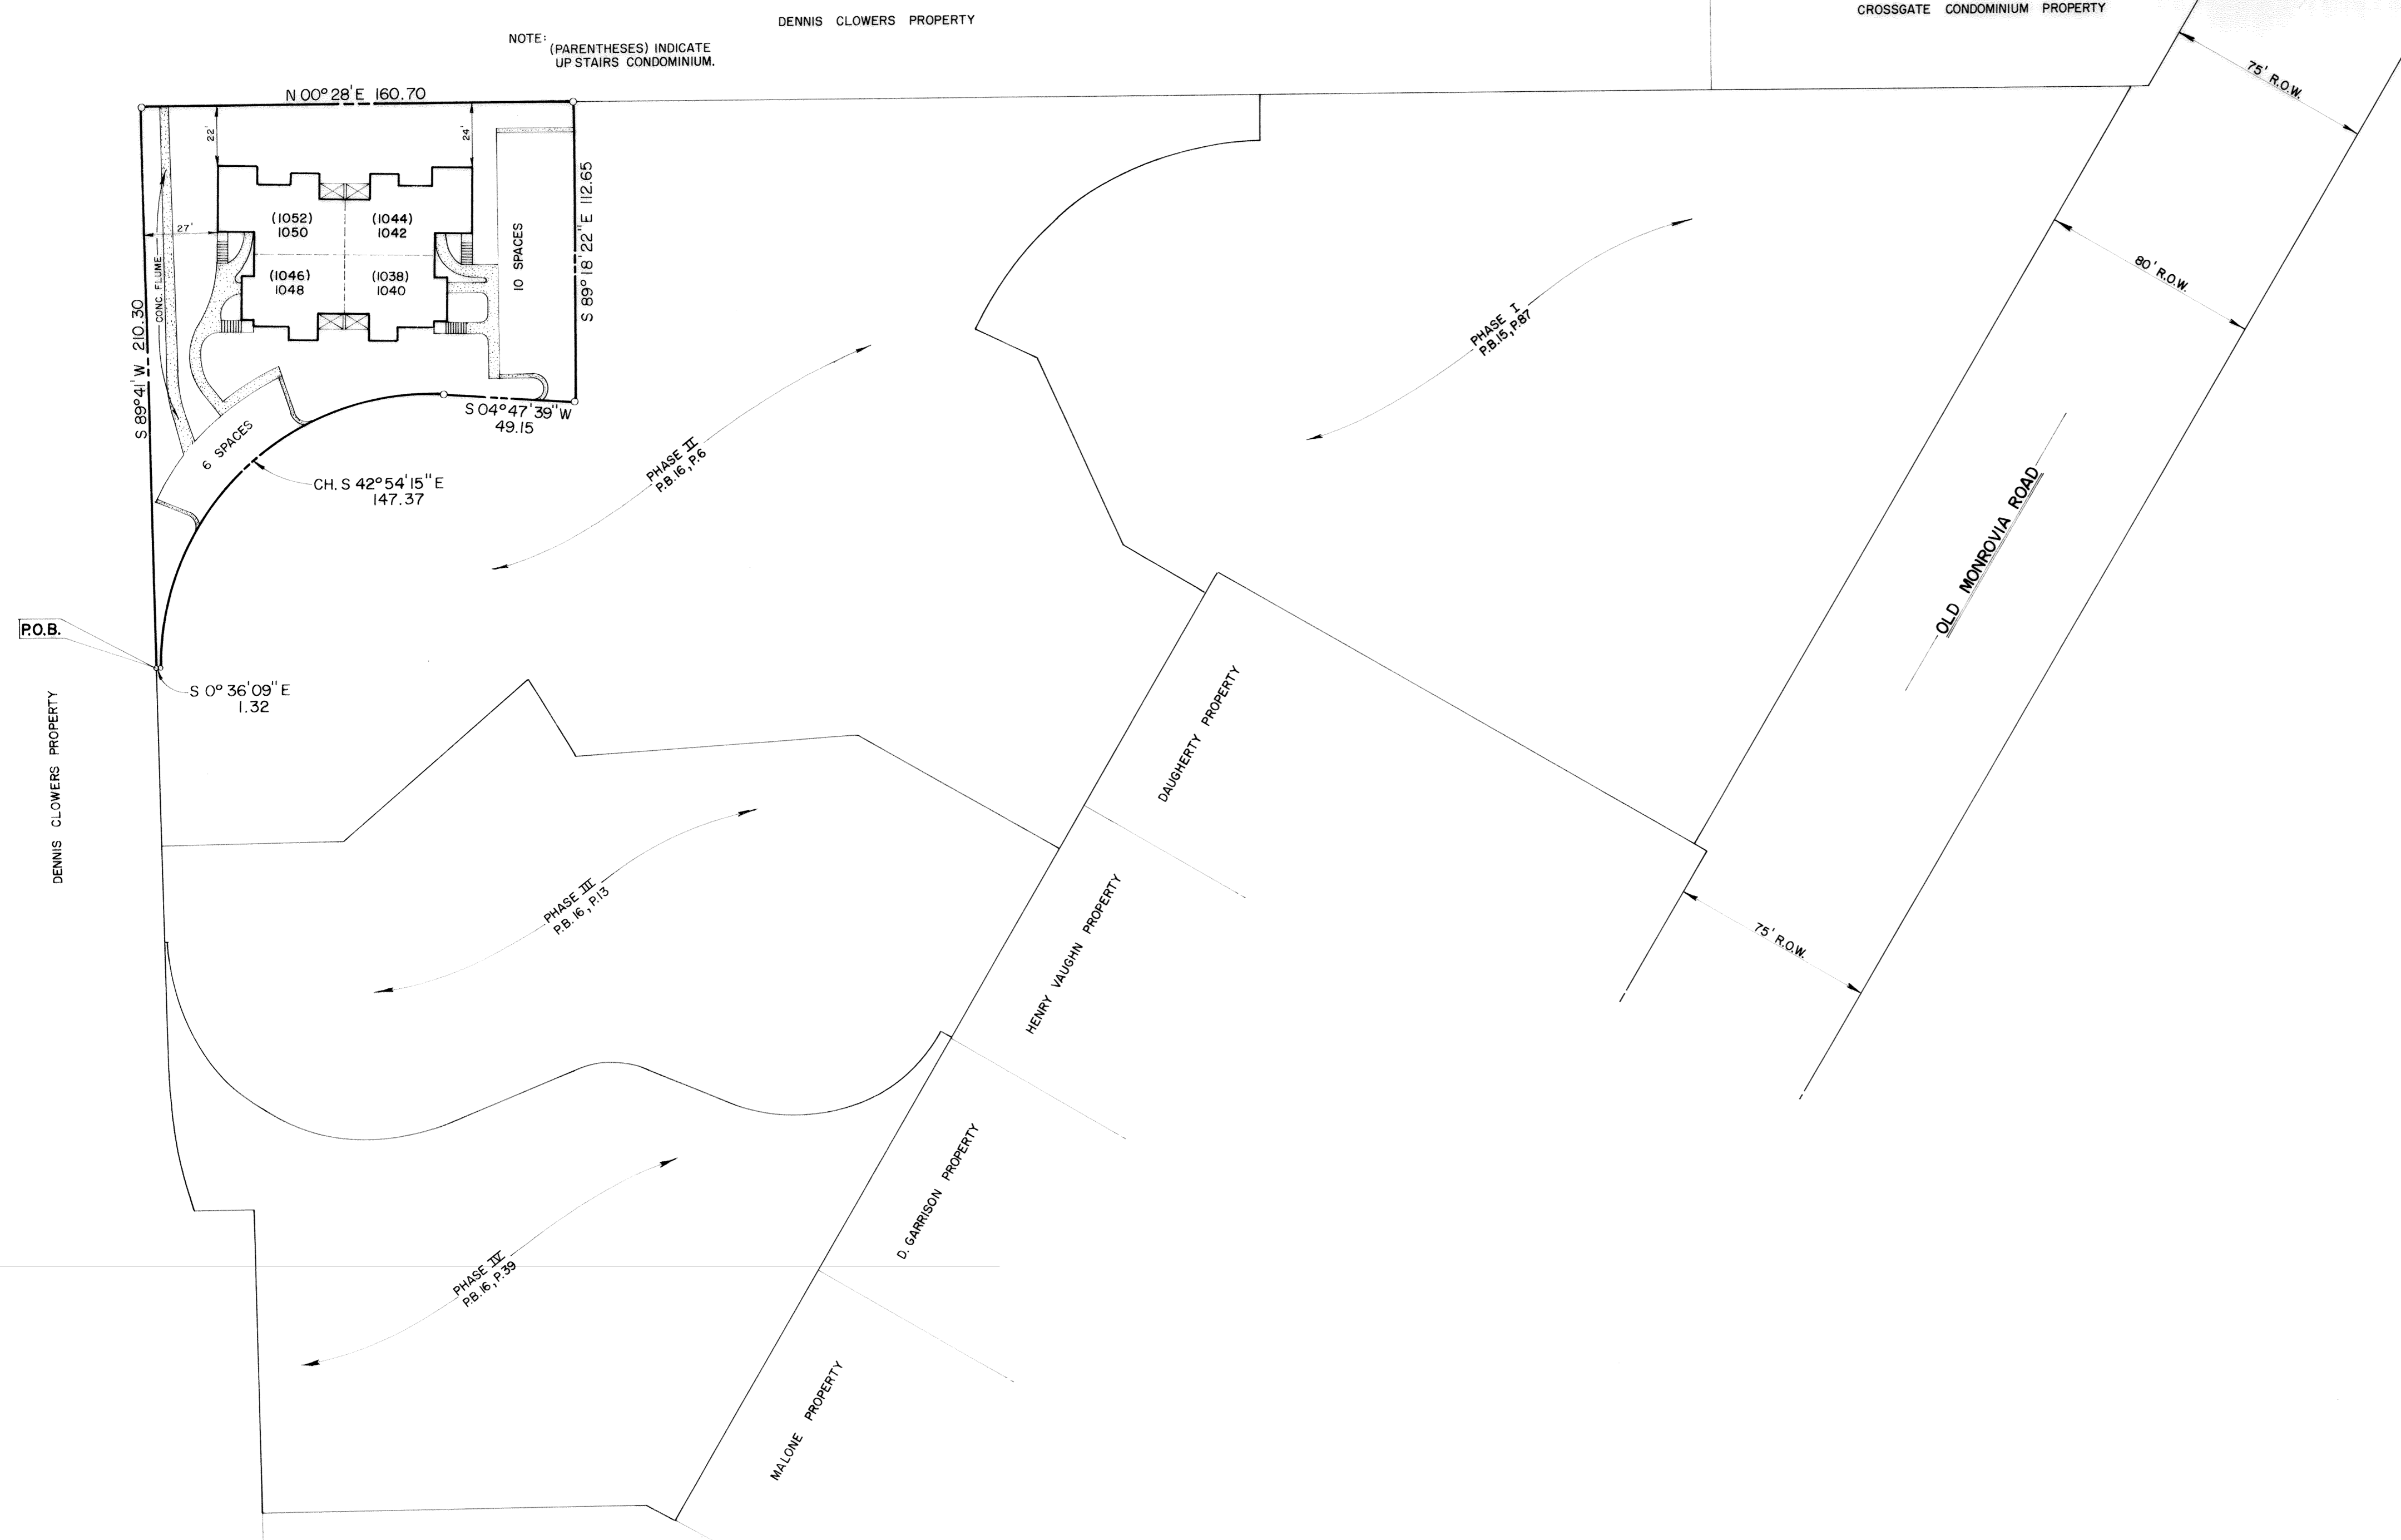 DENNIS CLOWERS PROPERTY
CROSSGATE CONDOMINIUM PROPERTY
NOTE:
(PARENTHESES) INDICATE
UP STAIRS CONDOMINIUM.
75' R.O.W.
N 00° 28' E 160.70
22'
24'
S 89° 18' 22" E 112.65
(1052)
1050
(1044)
1042
27'
10 SPACES
(1046)
1048
(1038)
1040
CONC. FLUME
80' R.O.W.
S 89° 41' W 210.30
PHASE I
P.B.15, P.87
S 04° 47' 39" W
49.15
6 SPACES
CH. S 42° 54' 15" E
147.37
PHASE II
P.B. 16, P.6
OLD MONROVIA ROAD
P.O.B.
S 0° 36' 09" E
1.32
DENNIS CLOWERS PROPERTY
DAUGHERTY PROPERTY
PHASE III
P.B. 16, P.13
HENRY VAUGHN PROPERTY
75' R.O.W.
D. GARRISON PROPERTY
PHASE IV
P.B. 16, P.39
MALONE PROPERTY